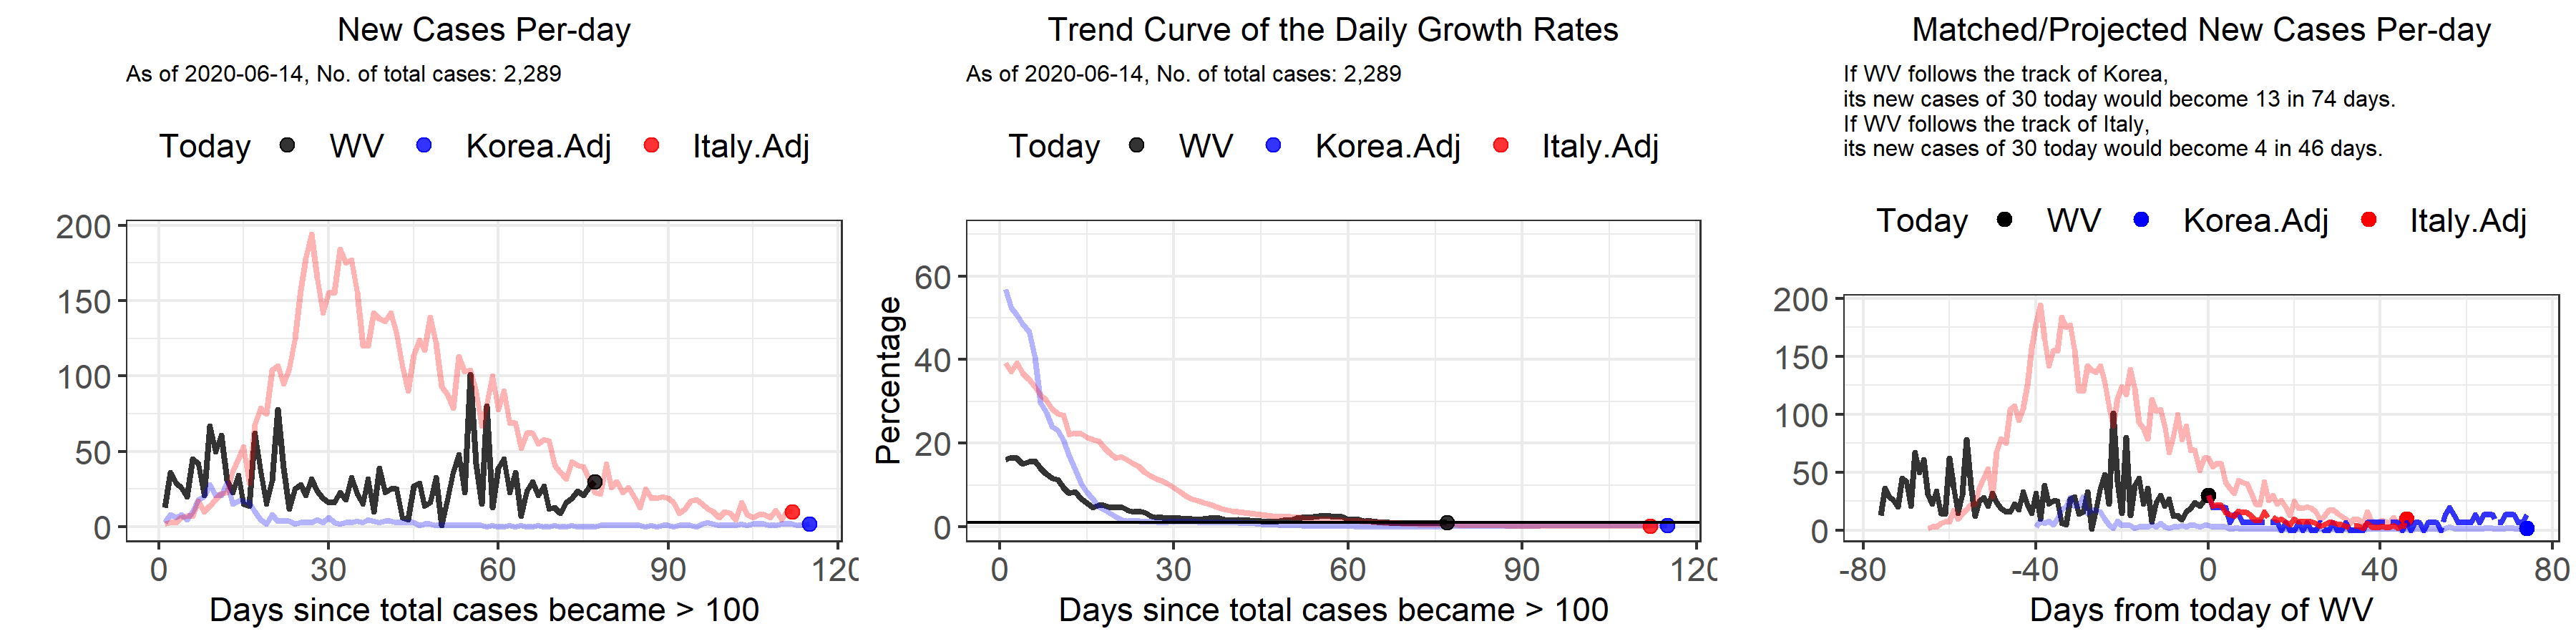 New Cases Per-day
As of 2020-06-14, No. of total cases: 2,289
Today WV Korea.Adj Italy.Adj
200
150
100
50
0
0 30 60 90 120
Days since total cases became > 100
Trend Curve of the Daily Growth Rates
As of 2020-06-14, No. of total cases: 2,289
Today WV Korea.Adj Italy.Adj
Percentage
60
40
20
0
0 30 60 90 120
Days since total cases became > 100
Matched/Projected New Cases Per-day
If WV follows the track of Korea,
its new cases of 30 today would become 13 in 74 days.
If WV follows the track of Italy,
its new cases of 30 today would become 4 in 46 days.
Today WV Korea.Adj Italy.Adj
200
150
100
50
0
-80 -40 0 40 80
Days from today of WV